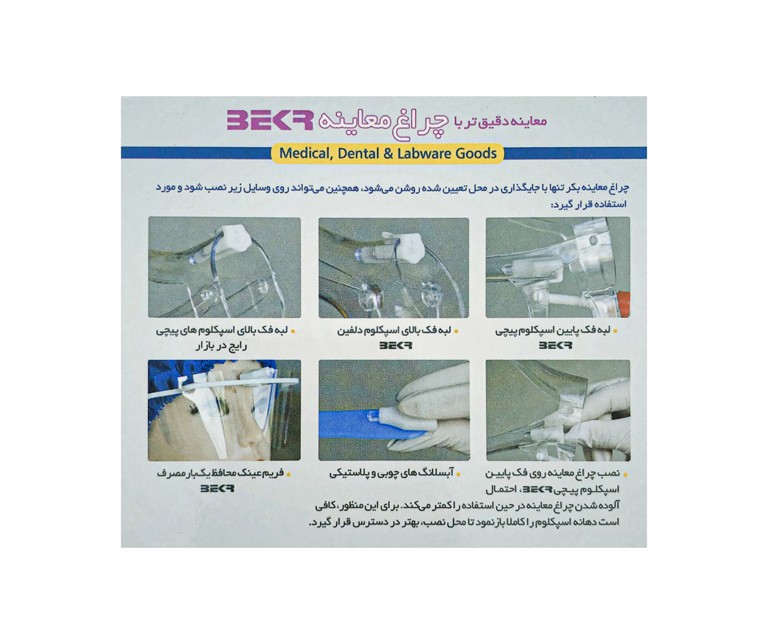 معاینه دقیق تر با چراغ معاینه BEKR
Medical, Dental & Labware Goods
چراغ معاینه بکر تنها با جایگذاری در محل تعیین شده روشن می‌شود، همچنین می‌تواند روی وسایل زیر نصب شود و مورد
استفاده قرار گیرد:
• لبه فک پایین اسپکلوم پیچی
BEKR
• لبه فک بالای اسپکلوم دلفین
BEKR
• لبه فک بالای اسپکلوم های پیچی
رایج در بازار
• نصب چراغ معاینه روی فک پایین
اسپکلوم پیچی BEKR، احتمال
آلوده شدن چراغ معاینه در حین استفاده را کمتر می‌کند. برای این منظور، کافی
است دهانه اسپکلوم را کاملا باز نمود تا محل نصب، بهتر در دسترس قرار گیرد.
• آبسلانگ های چوبی و پلاستیکی
• فریم عینک محافظ یک‌بار مصرف
BEKR